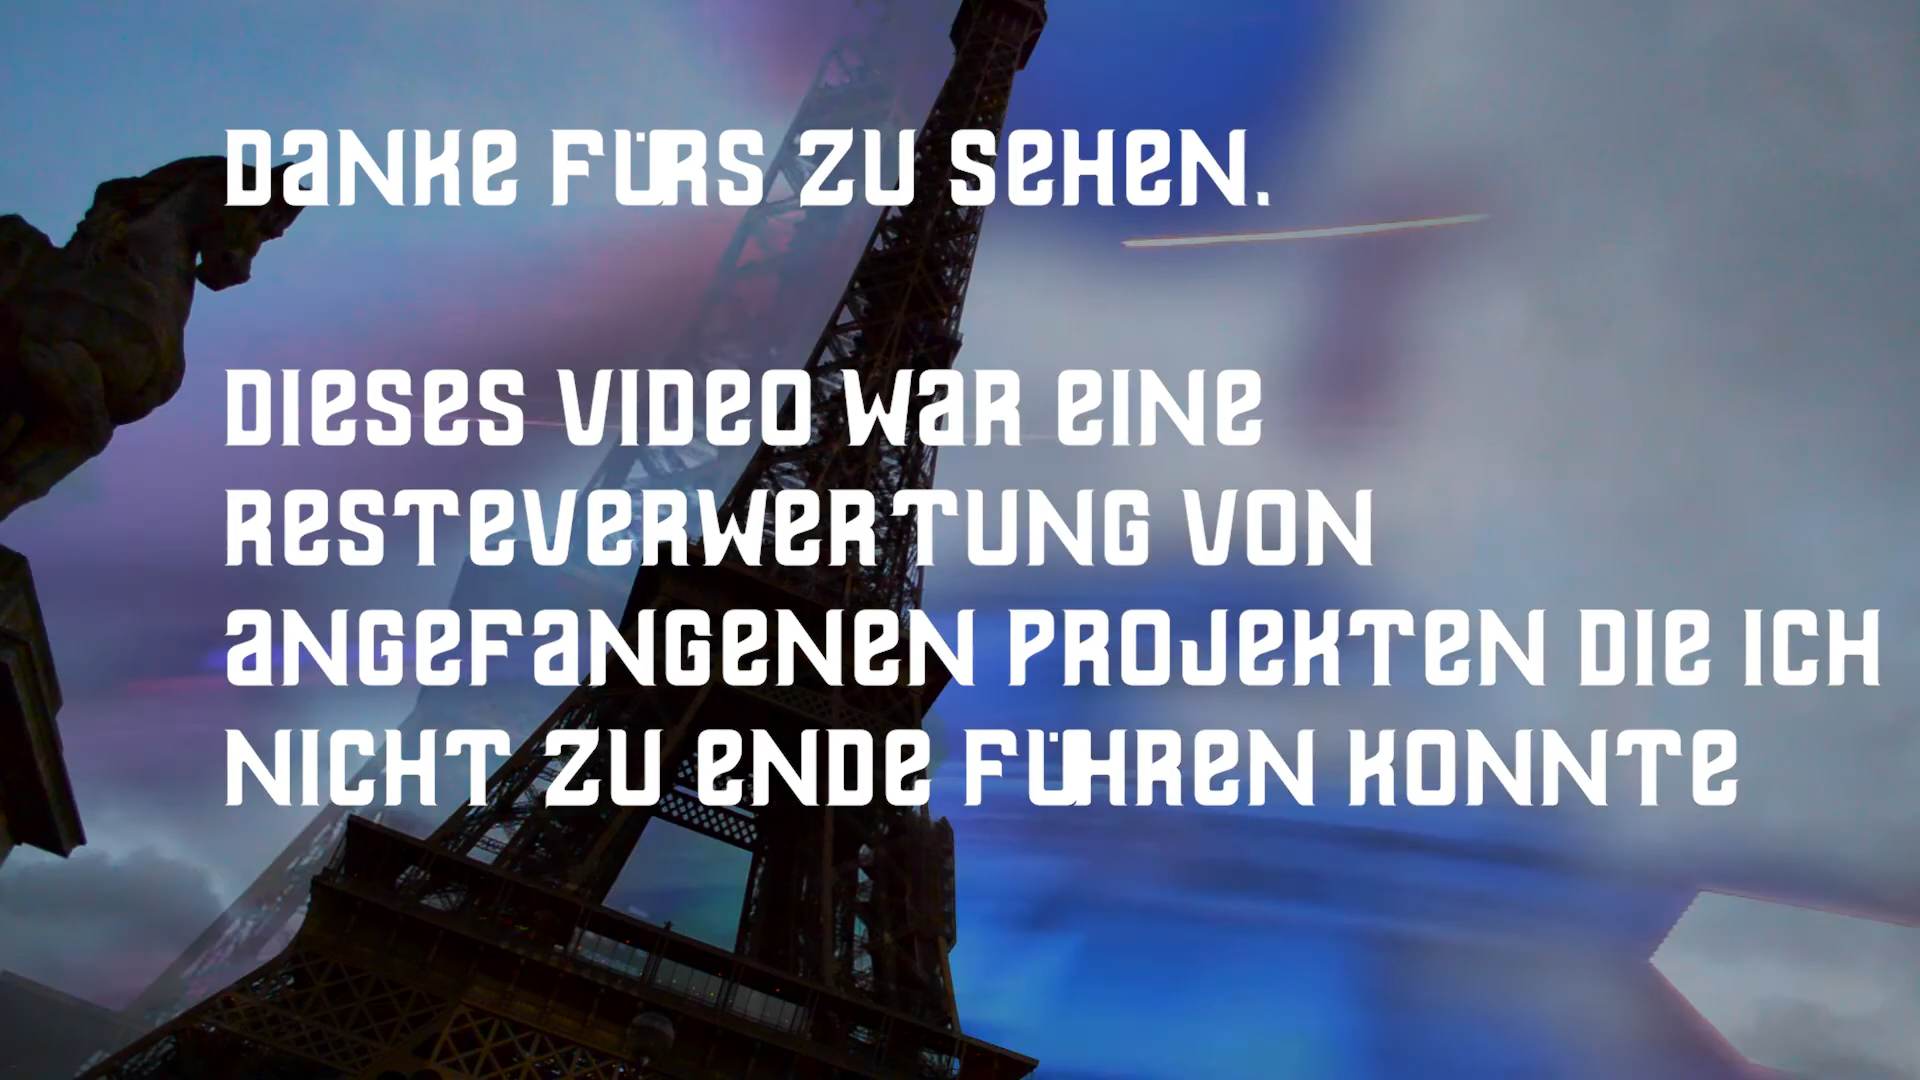 Danke fürs zu sehen.
Dieses Video war eine
Resteverwertung von
angefangenen Projekten die ich
nicht zu Ende führen konnte